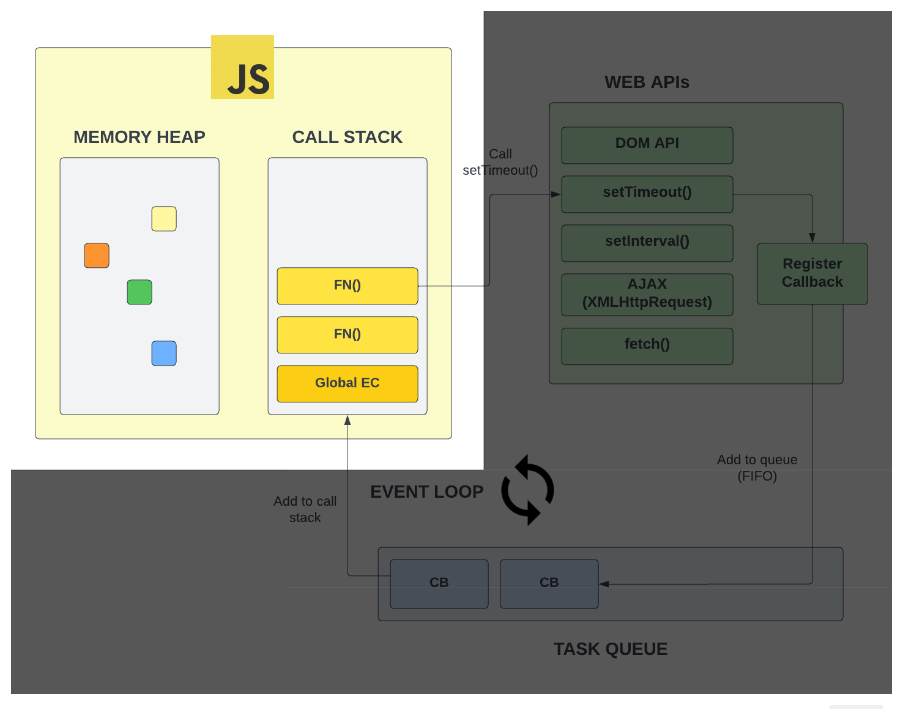 JS
MEMORY HEAP
CALL STACK
FN()
FN()
Global EC
Call
setTimeout()
WEB APIs
DOM API
setTimeout()
setInterval()
AJAX
(XMLHttpRequest)
fetch()
Register
Callback
Add to queue
(FIFO)
EVENT LOOP
Add to call
stack
CB
CB
TASK QUEUE